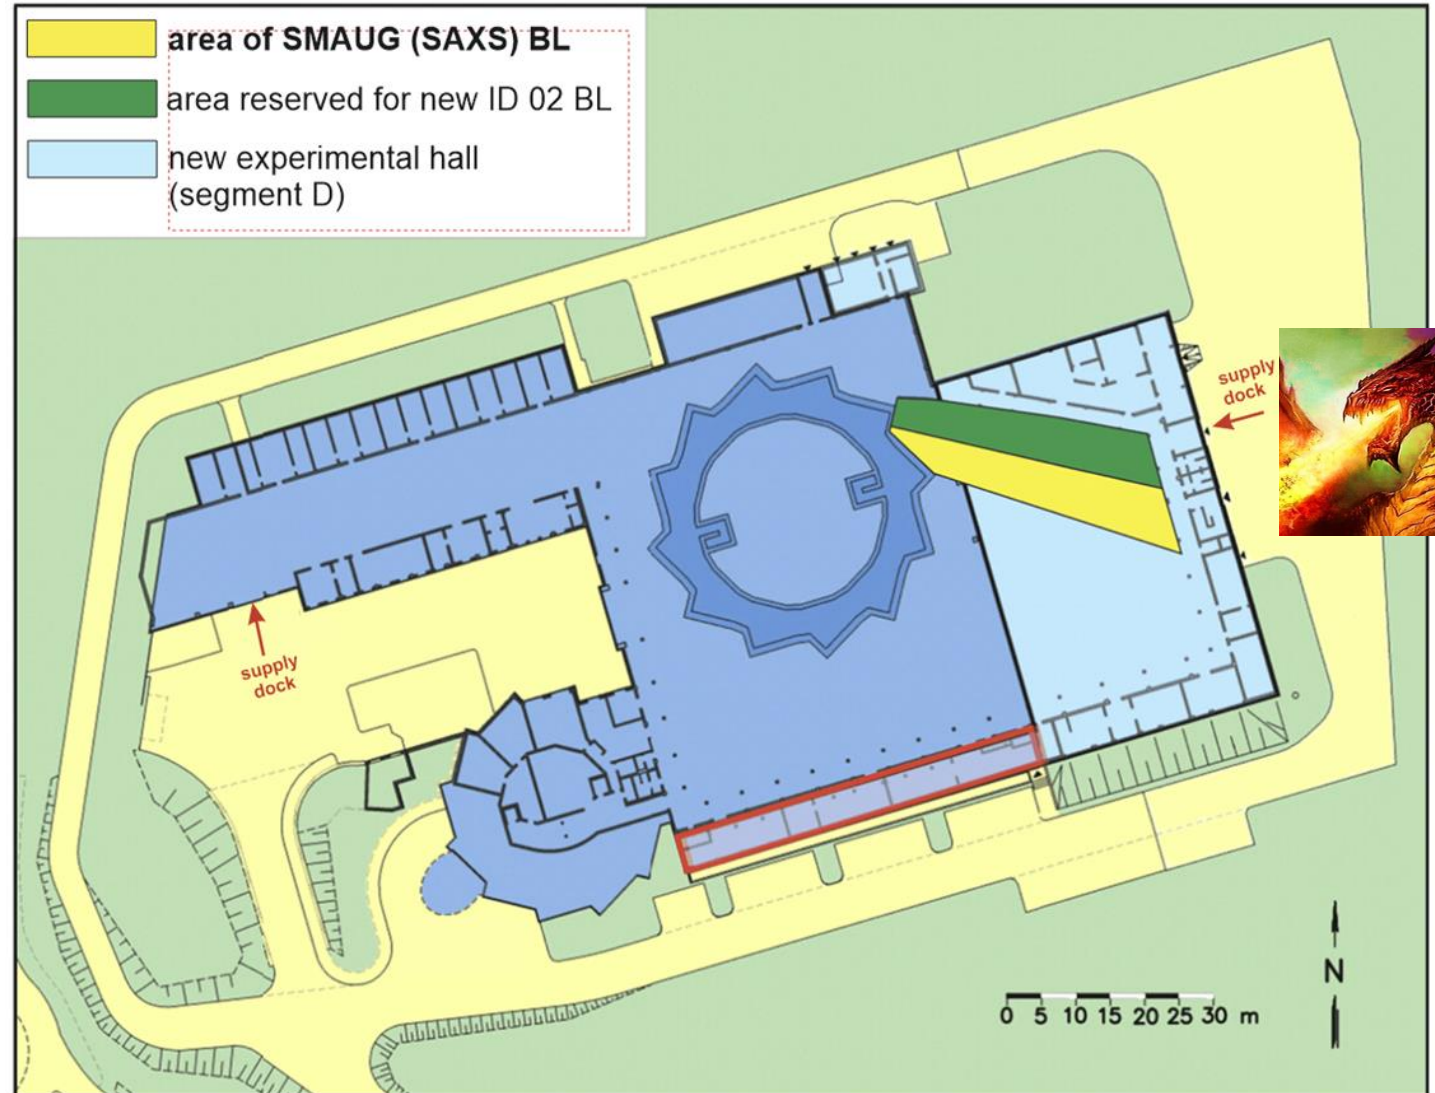 area of SMAUG (SAXS) BL
area reserved for new ID 02 BL
new experimental hall
(segment D)
supply
dock
supply
dock
N
0 5 10 15 20 25 30 m